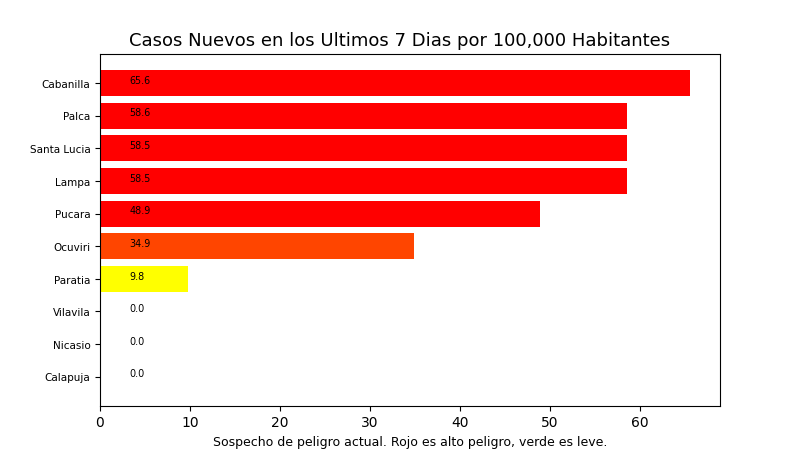 Casos Nuevos en los Ultimos 7 Dias por 100,000 Habitantes
Cabanilla 65.6
Palca 58.6
Santa Lucia 58.5
Lampa 58.5
Pucara 48.9
Ocuviri 34.9
Paratia 9.8
Vilavila 0.0
Nicasio 0.0
Calapuja 0.0
0 10 20 30 40 50 60
Sospecho de peligro actual. Rojo es alto peligro, verde es leve.